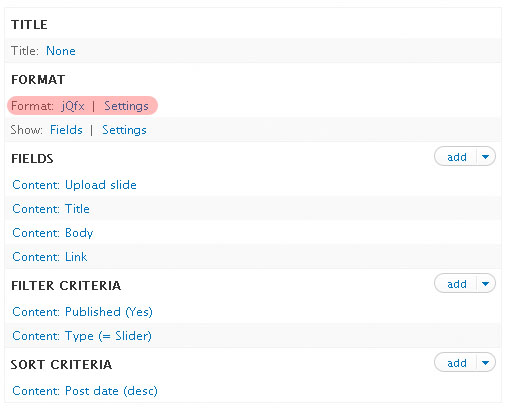 TITLE
Title: None
FORMAT
Format: jQfx | Settings
Show: Fields | Settings
FIELDS add
Content: Upload slide
Content: Title
Content: Body
Content: Link
FILTER CRITERIA add
Content: Published (Yes)
Content: Type (= Slider)
SORT CRITERIA add
Content: Post date (desc)